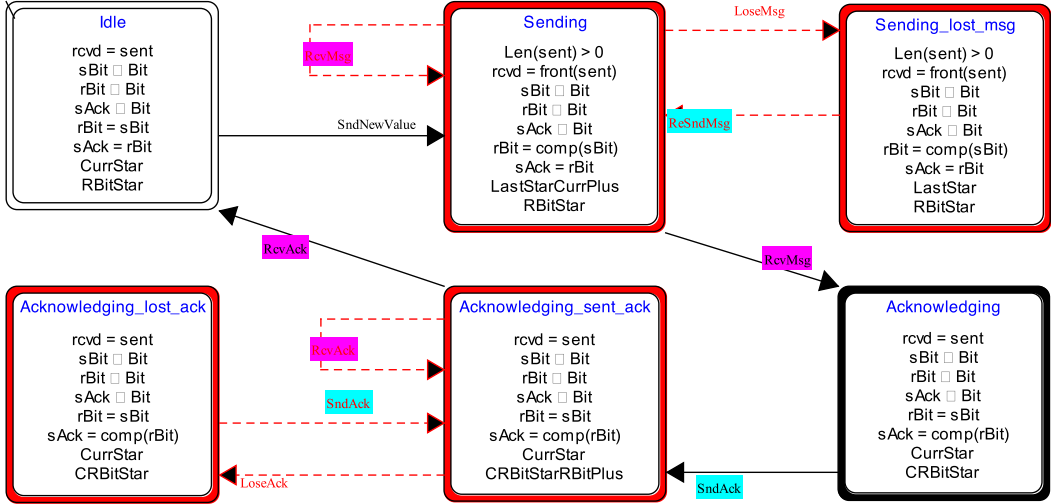 Idle
rcvd = sent
sBit □ Bit
rBit □ Bit
sAck □ Bit
rBit = sBit
sAck = rBit
CurrStar
RBitStar
RcvMsg
SndNewValue
Sending
Len(sent) > 0
rcvd = front(sent)
sBit □ Bit
rBit □ Bit
sAck □ Bit
rBit = comp(sBit)
sAck = rBit
LastStarCurrPlus
RBitStar
LoseMsg
ReSndMsg
Sending_lost_msg
Len(sent) > 0
rcvd = front(sent)
sBit □ Bit
rBit □ Bit
sAck □ Bit
rBit = comp(sBit)
sAck = rBit
LastStar
RBitStar
RcvAck
RcvMsg
Acknowledging_lost_ack
rcvd = sent
sBit □ Bit
rBit □ Bit
sAck □ Bit
rBit = sBit
sAck = comp(rBit)
CurrStar
CRBitStar
RcvAck
SndAck
LoseAck
Acknowledging_sent_ack
rcvd = sent
sBit □ Bit
rBit □ Bit
sAck □ Bit
rBit = sBit
sAck = comp(rBit)
CurrStar
CRBitStarRBitPlus
SndAck
Acknowledging
rcvd = sent
sBit □ Bit
rBit □ Bit
sAck □ Bit
rBit = sBit
sAck = comp(rBit)
CurrStar
CRBitStar